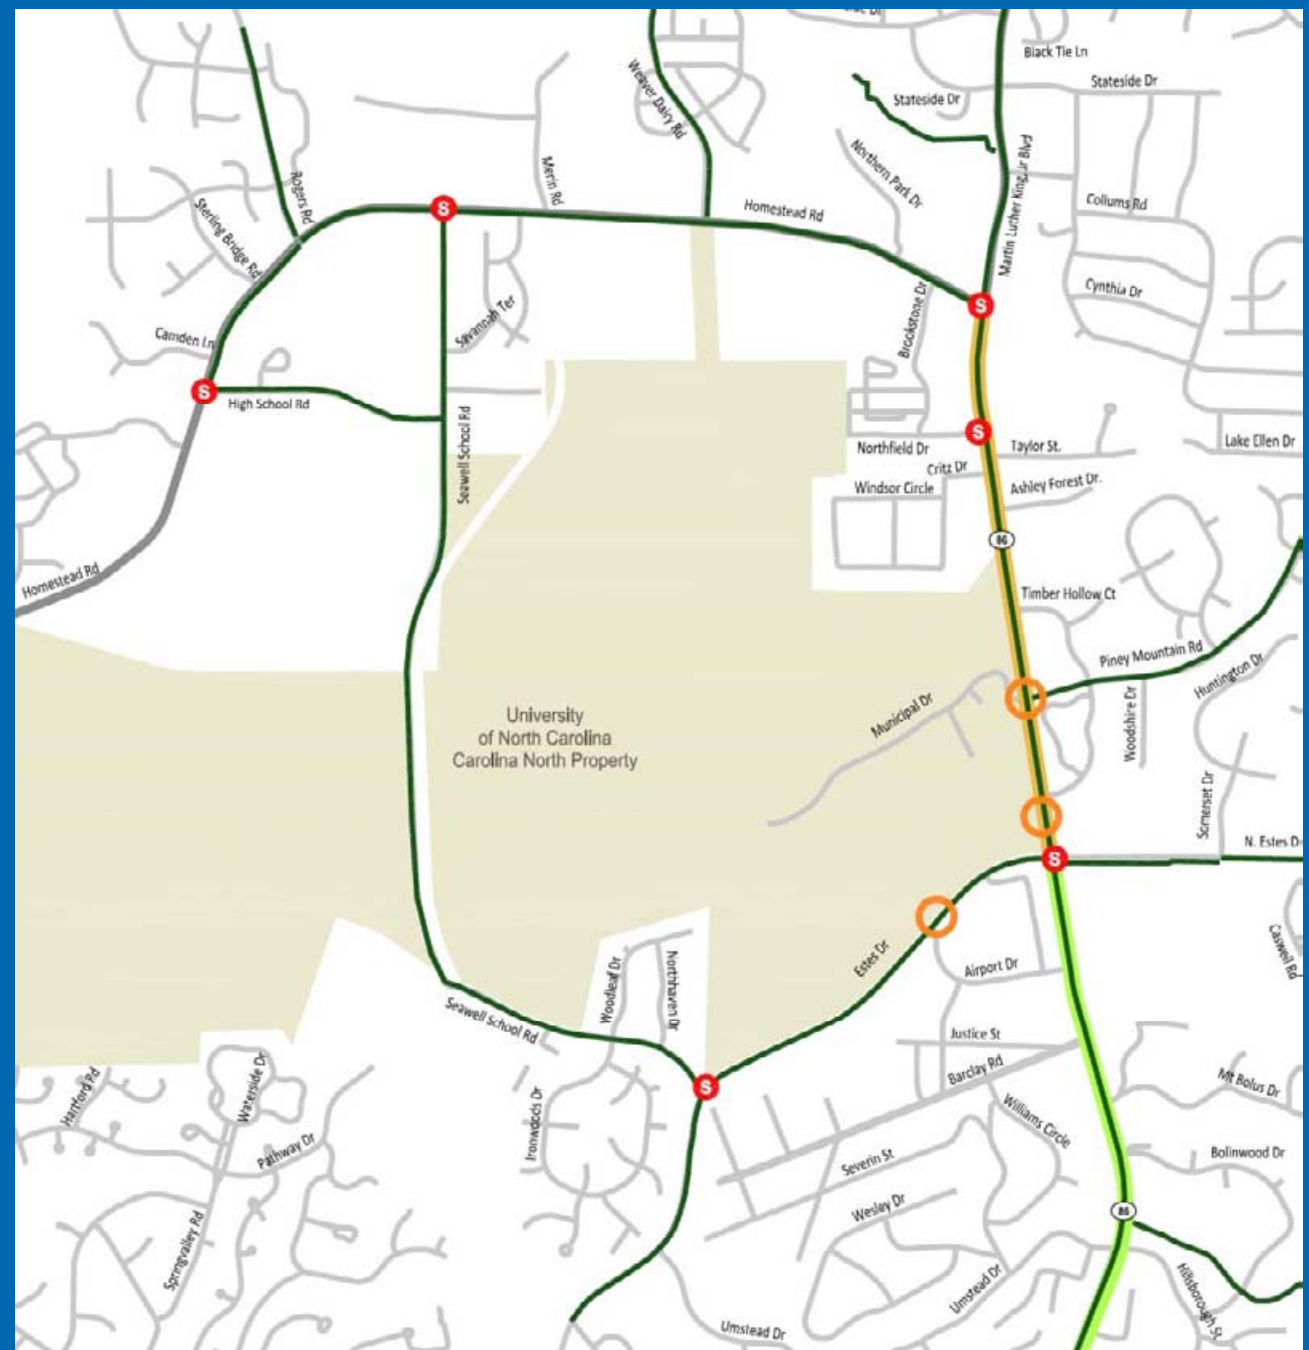 Black Tie Ln
Stateside Dr
Stateside Dr
Weaver Dairy Rd
Martin Luther King Jr Blvd
Northern Park Dr
Merin Rd
Rogers Rd
Sterling Bridge Rd
Homestead Rd
Collums Rd
S
Cynthia Dr
S
Brookstone Dr
Savannah Ter
Camden Ln
S
High School Rd
Seawell School Rd
S
Northfield Dr
Taylor St.
Lake Ellen Dr
Critz Dr
Windsor Circle
Ashley Forest Dr.
86
Homestead Rd
Timber Hollow Ct
Piney Mountain Rd
Huntington Dr
Woodshire Dr
Municipal Dr
University
of North Carolina
Carolina North Property
Somerset Dr
N. Estes D
S
Estes Dr
Airport Dr
Caswell Rd
Woodleaf Dr
Northhaven Dr
Seawell School Rd
Justice St
Barclay Rd
S
Mt Bolus Dr
Hartford Rd
Waterside Dr
Pathway Dr
Ironwoods Dr
Williams Circle
Severin St
Bolinwood Dr
Wesley Dr
86
Springvalley Rd
Umstead Dr
Hillsborough St
Umstead Dr